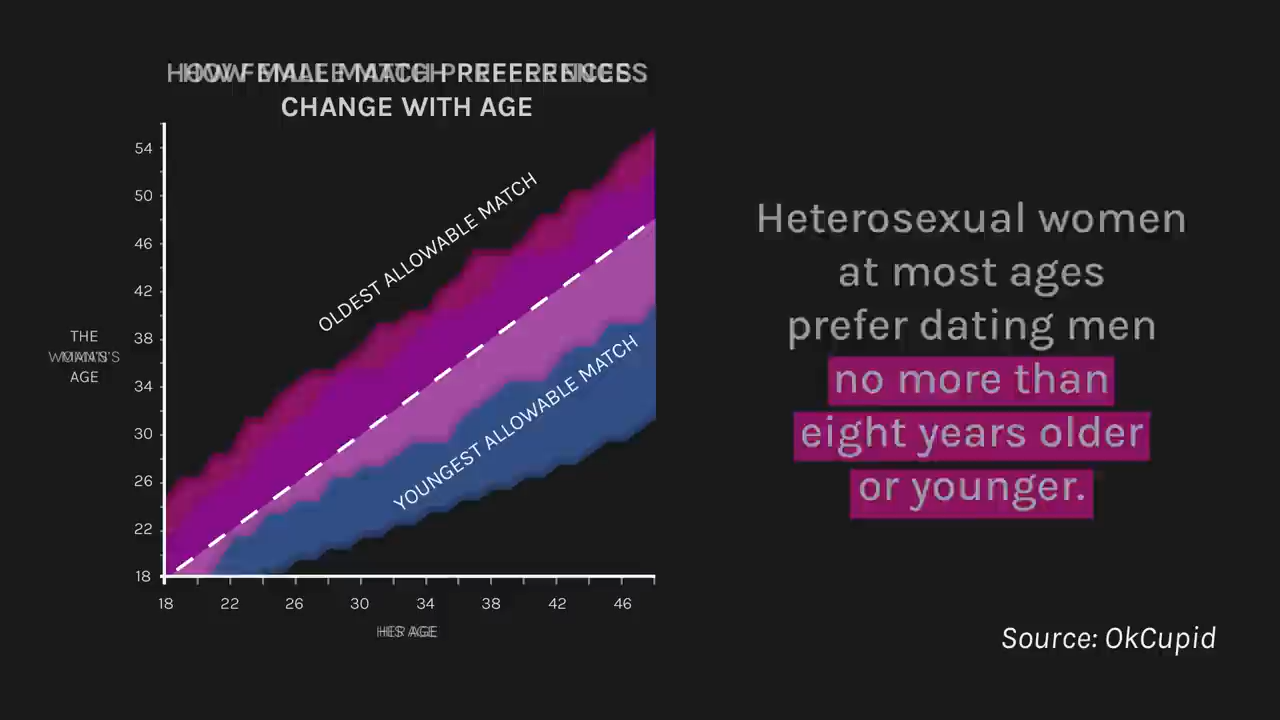 CHANGE WITH AGE
54
50
46
42
38
34
30
26
22
18
THE
AGE
OLDEST ALLOWABLE MATCH
YOUNGEST ALLOWABLE MATCH
18 22 26 30 34 38 42 46
AGE
Heterosexual women
at most ages
prefer dating men
no more than
eight years older
or younger.
Source: OkCupid